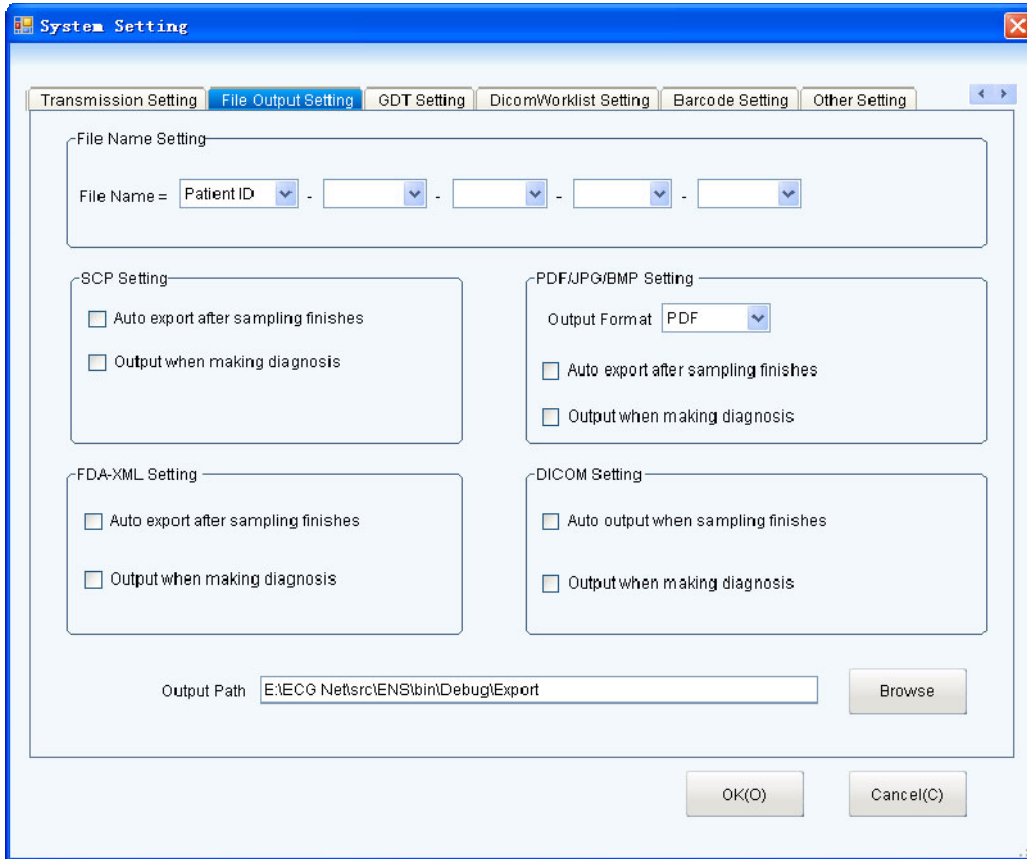 System Setting
Transmission Setting File Output Setting GDT Setting DicomWorklist Setting Barcode Setting Other Setting
File Name Setting
File Name = Patient ID - - - -
SCP Setting
Auto export after sampling finishes
Output when making diagnosis
PDF/JPG/BMP Setting
Output Format PDF
Auto export after sampling finishes
Output when making diagnosis
FDA-XML Setting
Auto export after sampling finishes
Output when making diagnosis
DICOM Setting
Auto output when sampling finishes
Output when making diagnosis
Output Path E:\ECG Net\src\ENS\bin\Debug\Export Browse
OK(O) Cancel(C)